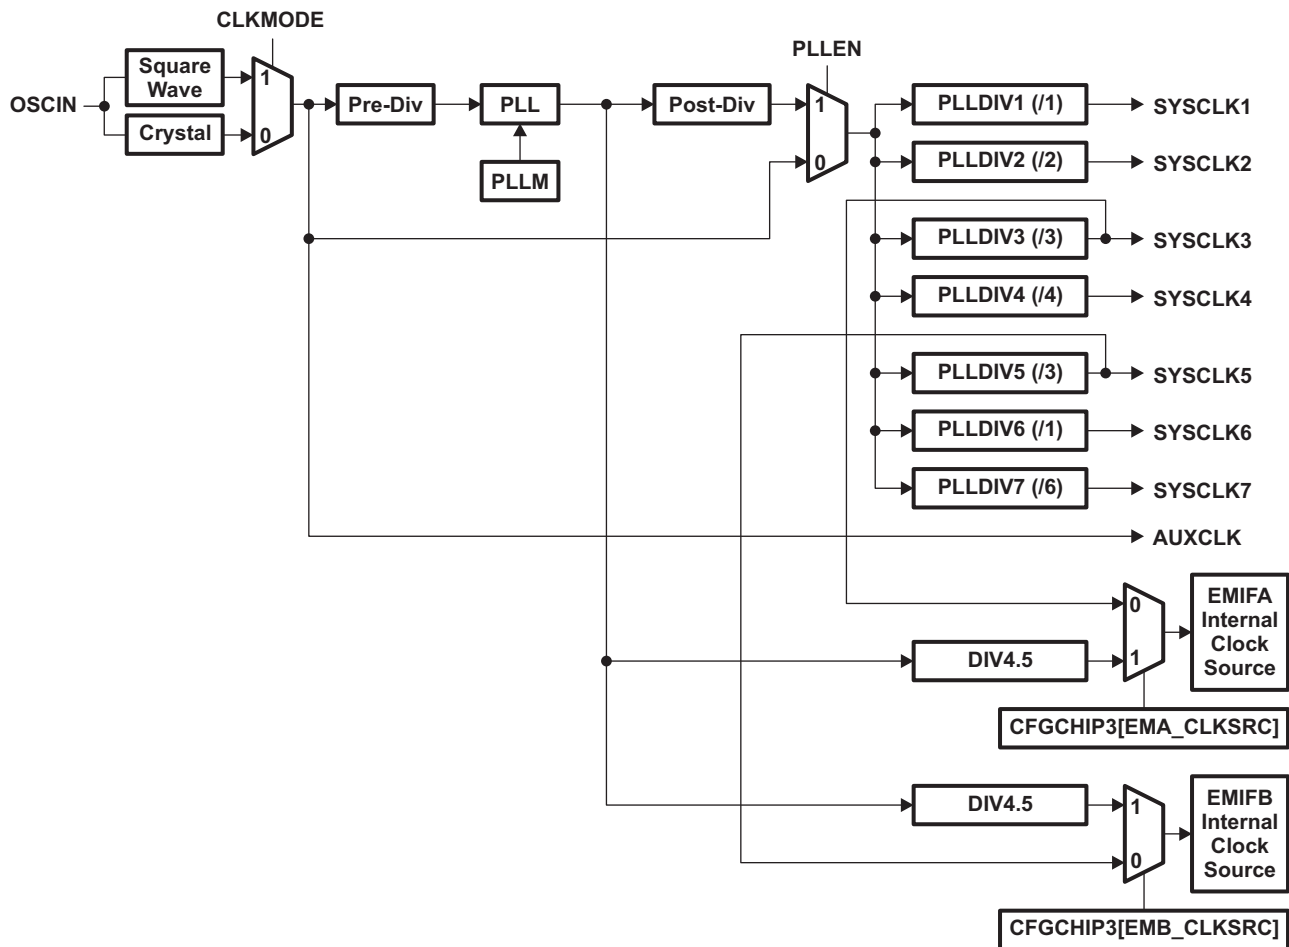 CLKMODE
PLLEN
Square
Wave
1
OSCIN
Pre-Div
PLL
Post-Div
1
PLLDIV1 (/1)
SYSCLK1
Crystal
0
PLLM
0
PLLDIV2 (/2)
SYSCLK2
PLLDIV3 (/3)
SYSCLK3
PLLDIV4 (/4)
SYSCLK4
PLLDIV5 (/3)
SYSCLK5
PLLDIV6 (/1)
SYSCLK6
PLLDIV7 (/6)
SYSCLK7
AUXCLK
0
EMIFA
Internal
Clock
Source
DIV4.5
1
CFGCHIP3[EMA_CLKSRC]
DIV4.5
1
EMIFB
Internal
Clock
Source
0
CFGCHIP3[EMB_CLKSRC]